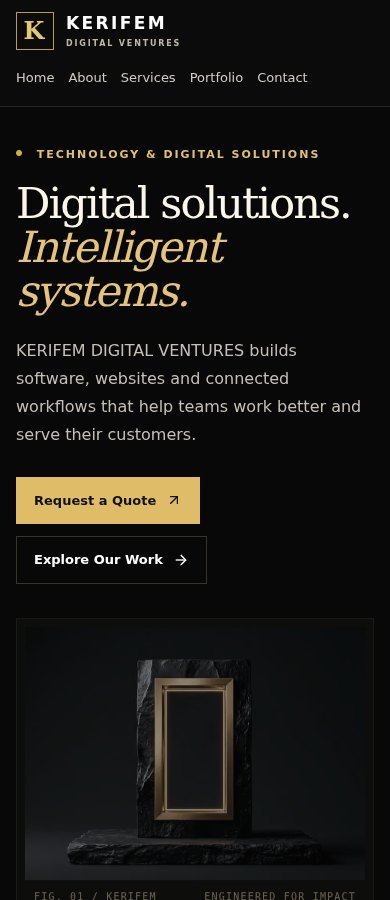 K
KERIFEM
DIGITAL VENTURES
Home About Services Portfolio Contact
TECHNOLOGY & DIGITAL SOLUTIONS
Digital solutions.
Intelligent
systems.
KERIFEM DIGITAL VENTURES builds
software, websites and connected
workflows that help teams work better and
serve their customers.
Request a Quote
Explore Our Work
FIG. 01 / KERIFEM ENGINEERED FOR IMPACT